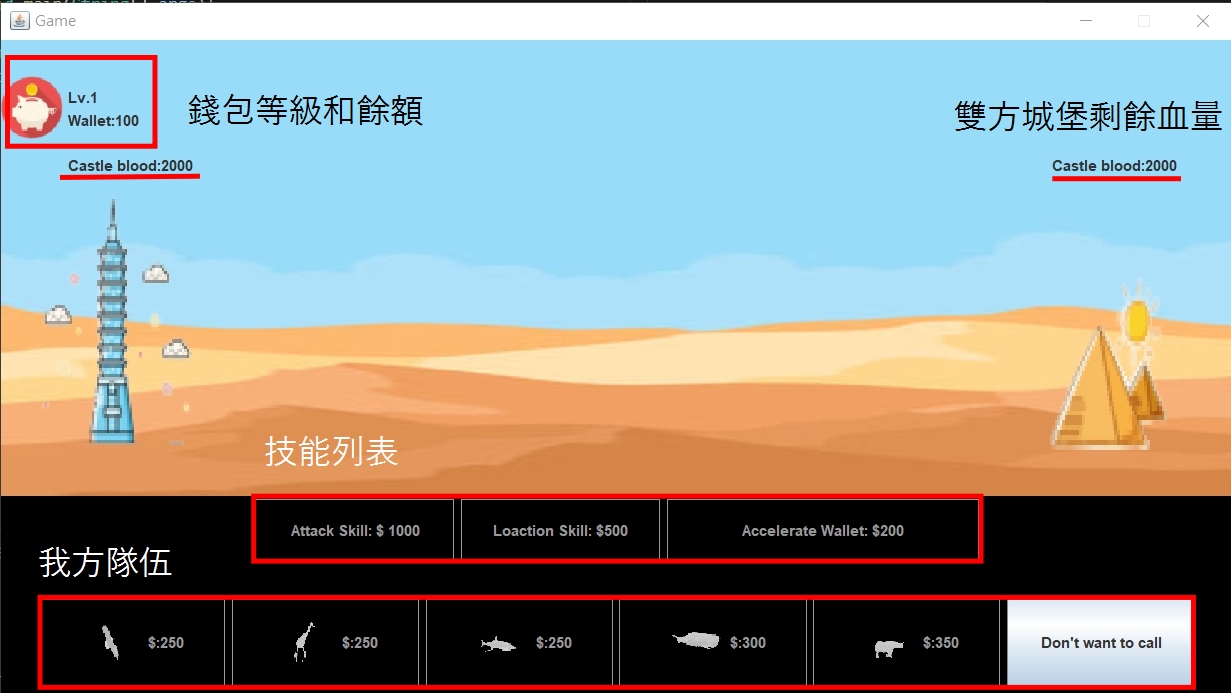 Game
Lv.1
Wallet:100
錢包等級和餘額
雙方城堡剩餘血量
Castle blood:2000
Castle blood:2000
技能列表
Attack Skill: $ 1000
Loaction Skill: $500
Accelerate Wallet: $200
我方隊伍
$:250
$:250
$:250
$:300
$:350
Don't want to call